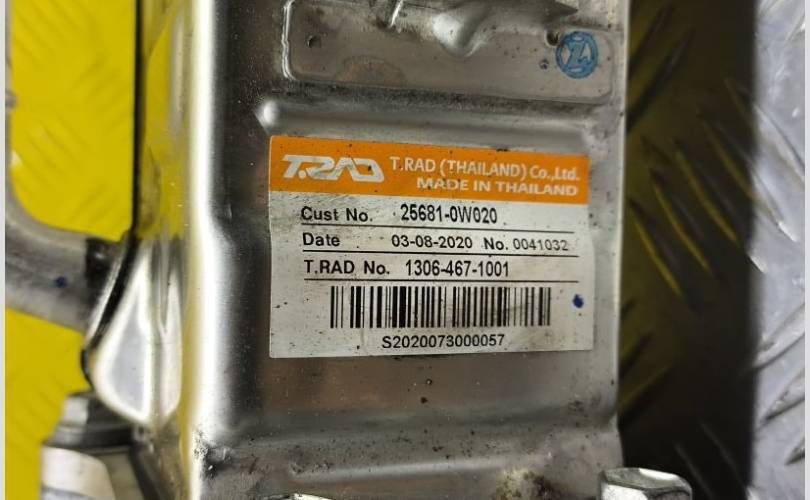 T.RAD T.RAD (THAILAND) Co.,Ltd.
MADE IN THAILAND
Cust No. 25681-0W020
Date 03-08-2020 No. 0041032
T.RAD No. 1306-467-1001
S2020073000057